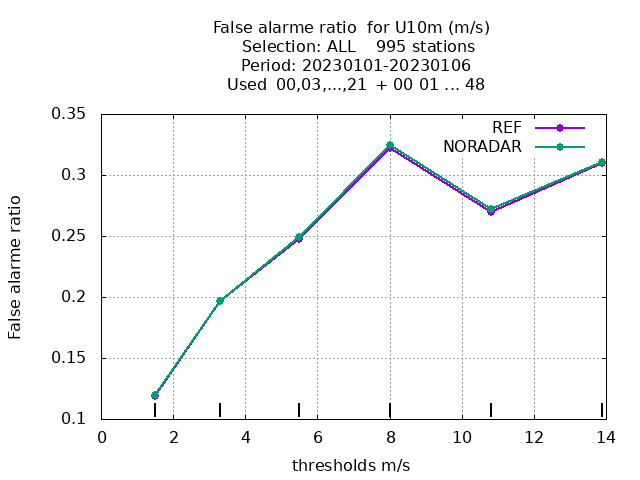 False alarme ratio  for U10m (m/s)
Selection: ALL    995 stations
Period: 20230101-20230106
Used  00,03,...,21  + 00 01 ... 48
REF
NORADAR
False alarme ratio
0.35
0.3
0.25
0.2
0.15
0.1
0 2 4 6 8 10 12 14
thresholds m/s